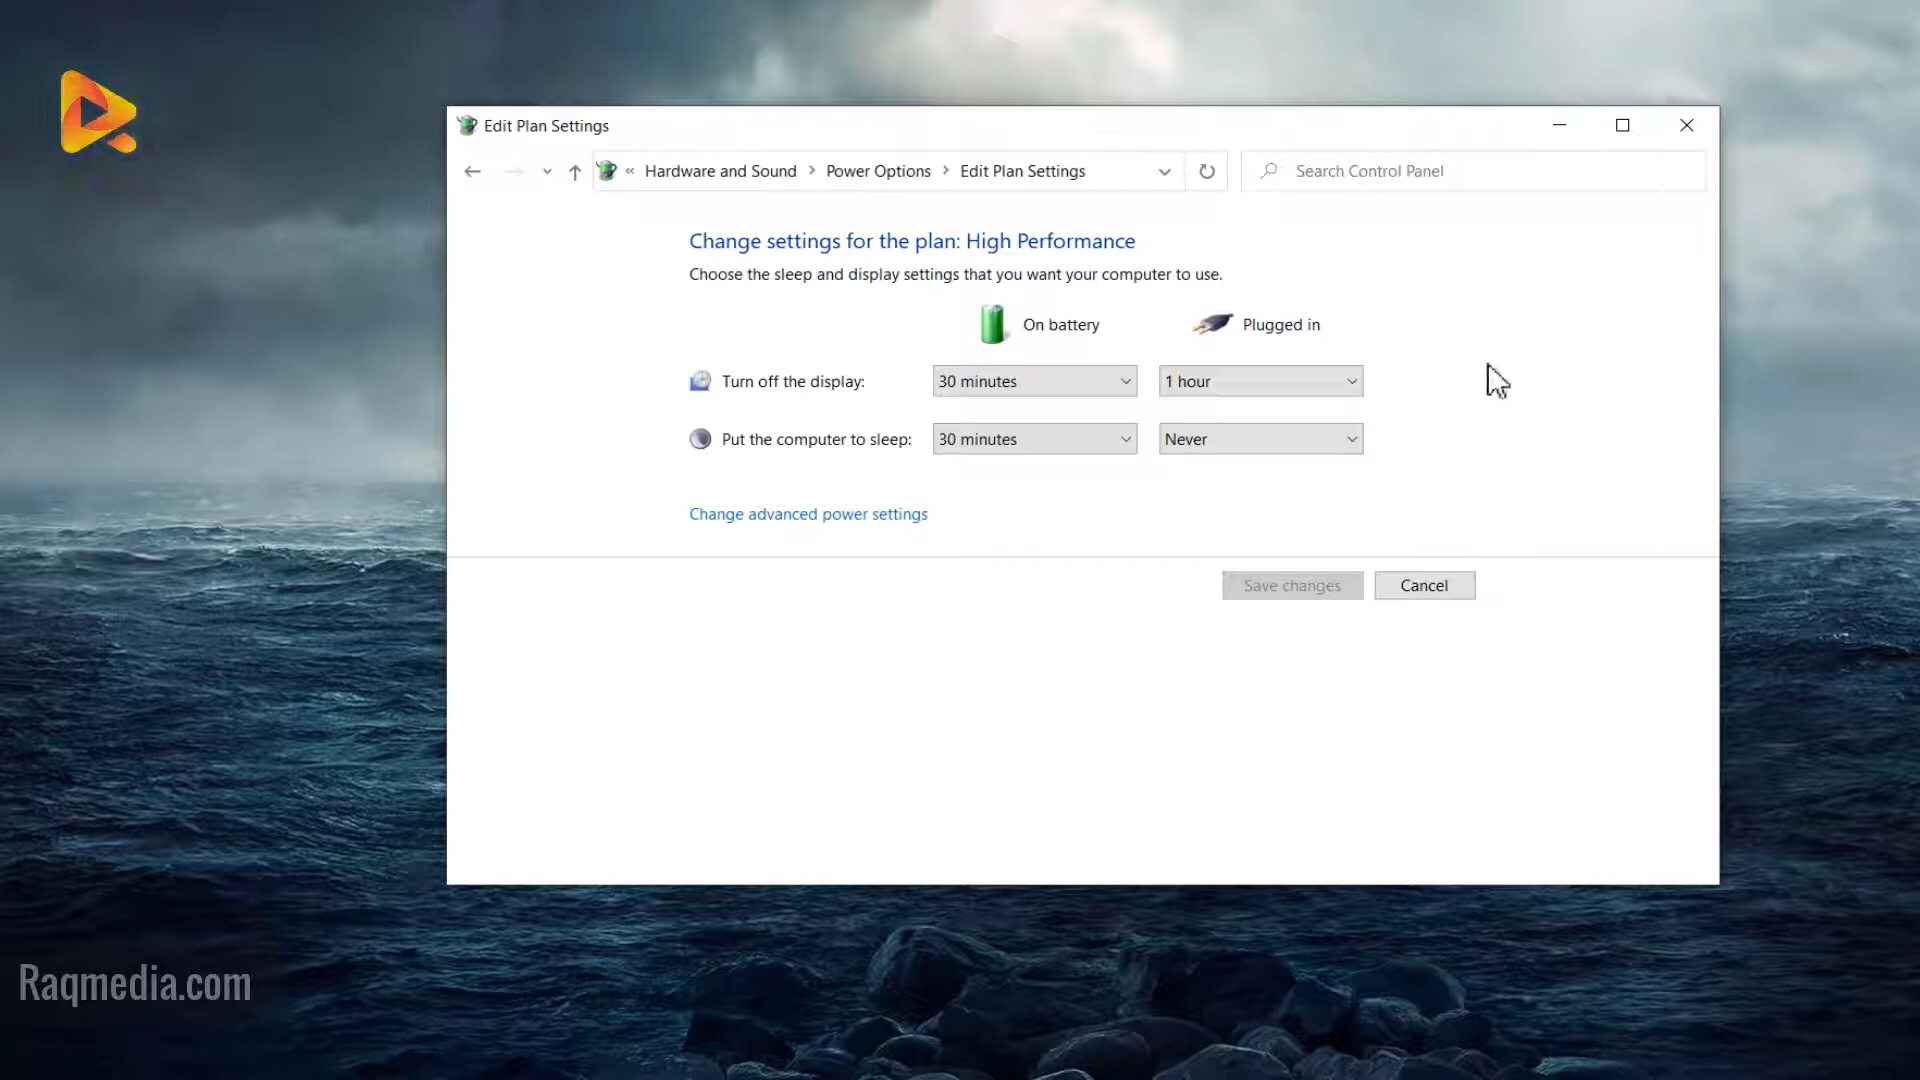 Edit Plan Settings
« Hardware and Sound > Power Options > Edit Plan Settings
Search Control Panel
Change settings for the plan: High Performance
Choose the sleep and display settings that you want your computer to use.
On battery
Plugged in
Turn off the display: 30 minutes 1 hour
Put the computer to sleep: 30 minutes Never
Change advanced power settings
Save changes
Cancel
Raqmedia.com